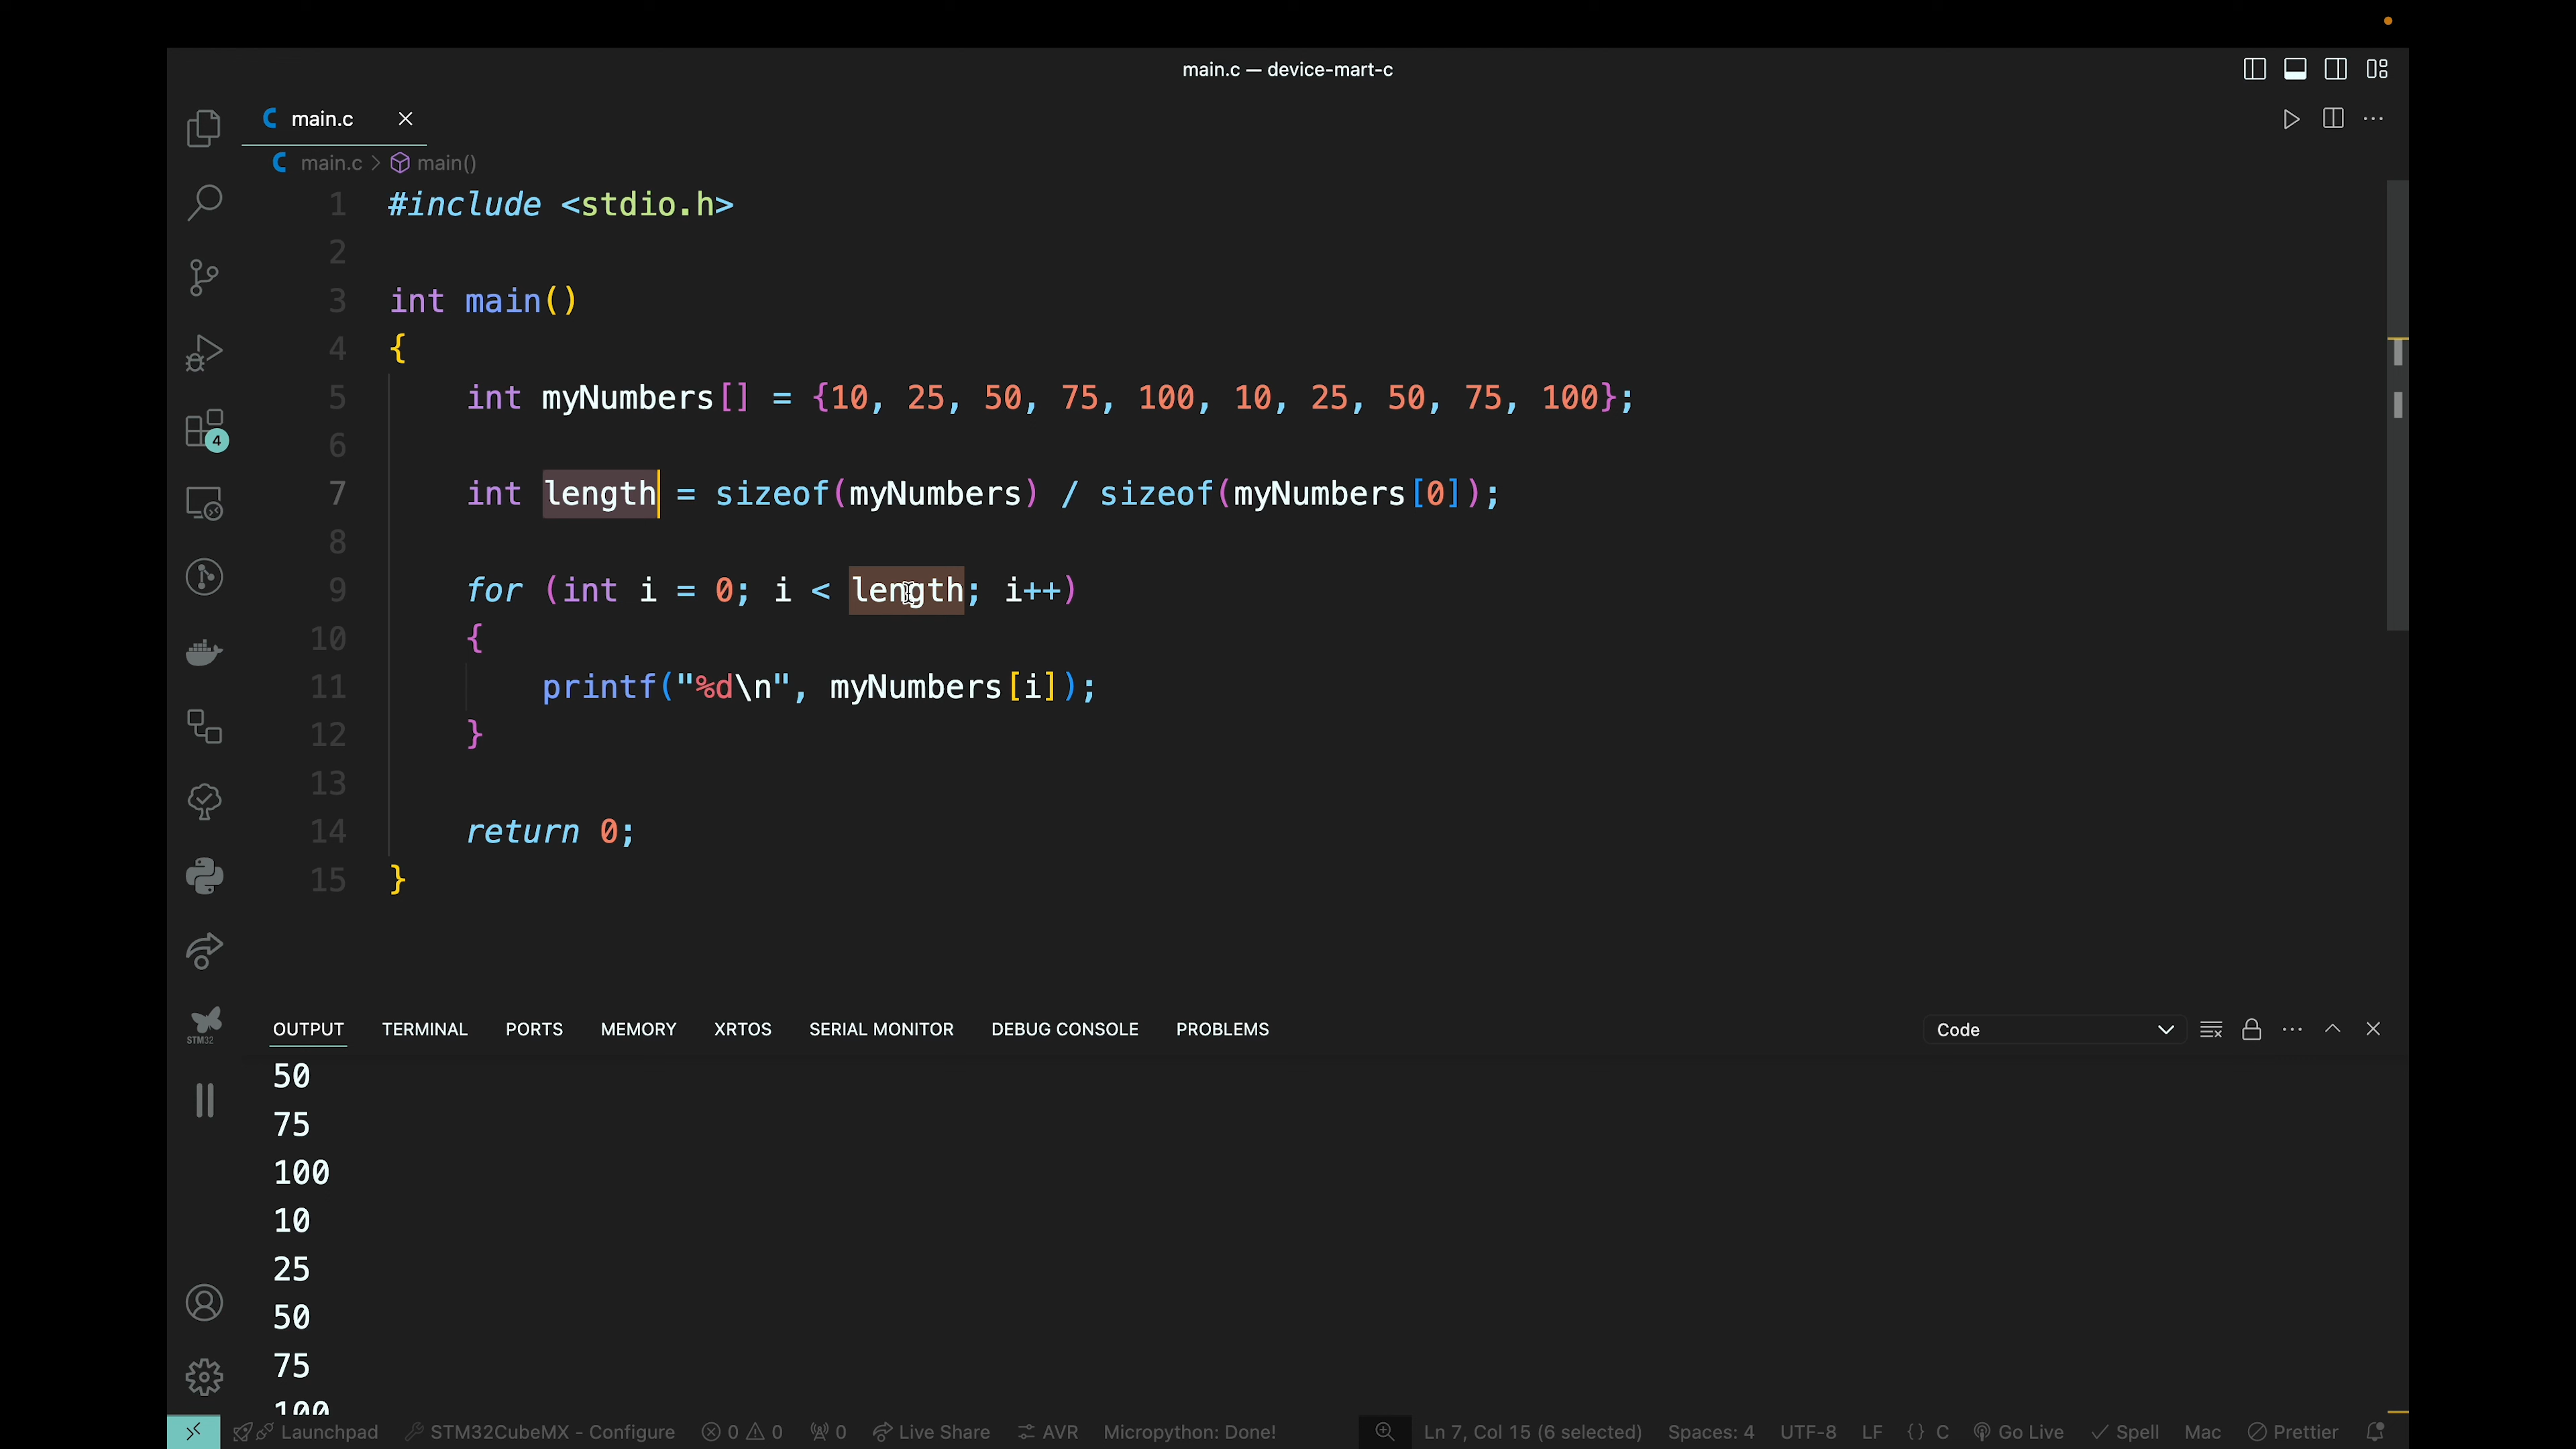 main.c — device-mart-c
main.c
main.c > main()
1 #include <stdio.h>
2
3 int main()
4 {
5 int myNumbers[] = {10, 25, 50, 75, 100, 10, 25, 50, 75, 100};
6
7 int length = sizeof(myNumbers) / sizeof(myNumbers[0]);
8
9 for (int i = 0; i < length; i++)
10 {
11 printf("%d\n", myNumbers[i]);
12 }
13
14 return 0;
15 }
4
STM32
OUTPUT TERMINAL PORTS MEMORY XRTOS SERIAL MONITOR DEBUG CONSOLE PROBLEMS Code
50
75
100
10
25
50
75
100
Launchpad STM32CubeMX - Configure 0 0 0 Live Share AVR Micropython: Done! Ln 7, Col 15 (6 selected) Spaces: 4 UTF-8 LF {} C Go Live Spell Mac Prettier